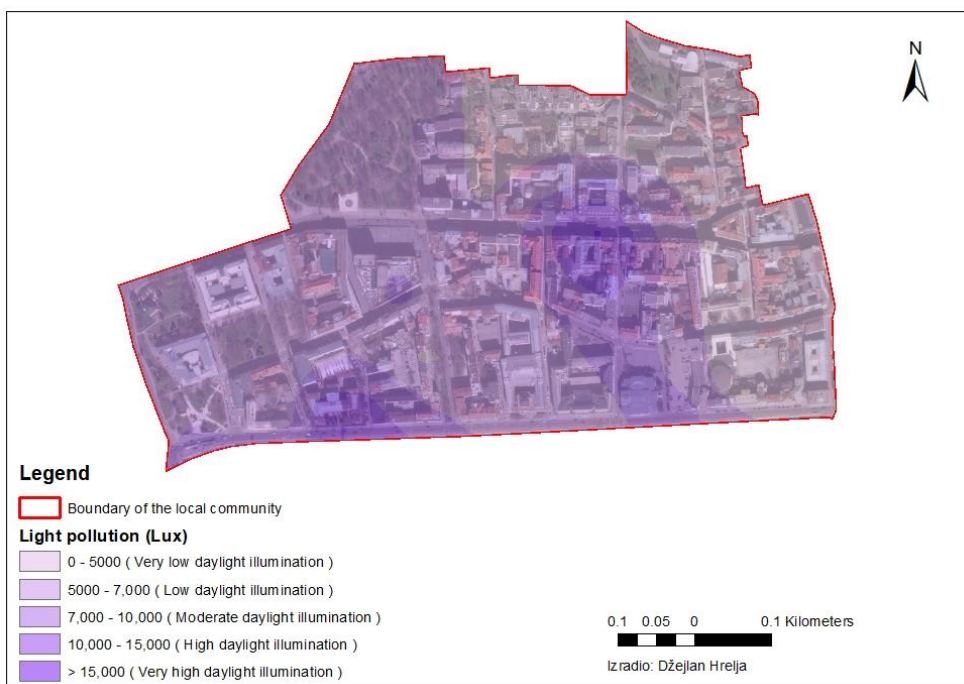 N
Legend
Boundary of the local community
Light pollution (Lux)
0 - 5000 ( Very low daylight illumination )
5000 - 7,000 ( Low daylight illumination )
7,000 - 10,000 ( Moderate daylight illumination )
10,000 - 15,000 ( High daylight illumination )
> 15,000 ( Very high daylight illumination )
0.1 0.05 0 0.1 Kilometers
Izradio: Džejlan Hrelja